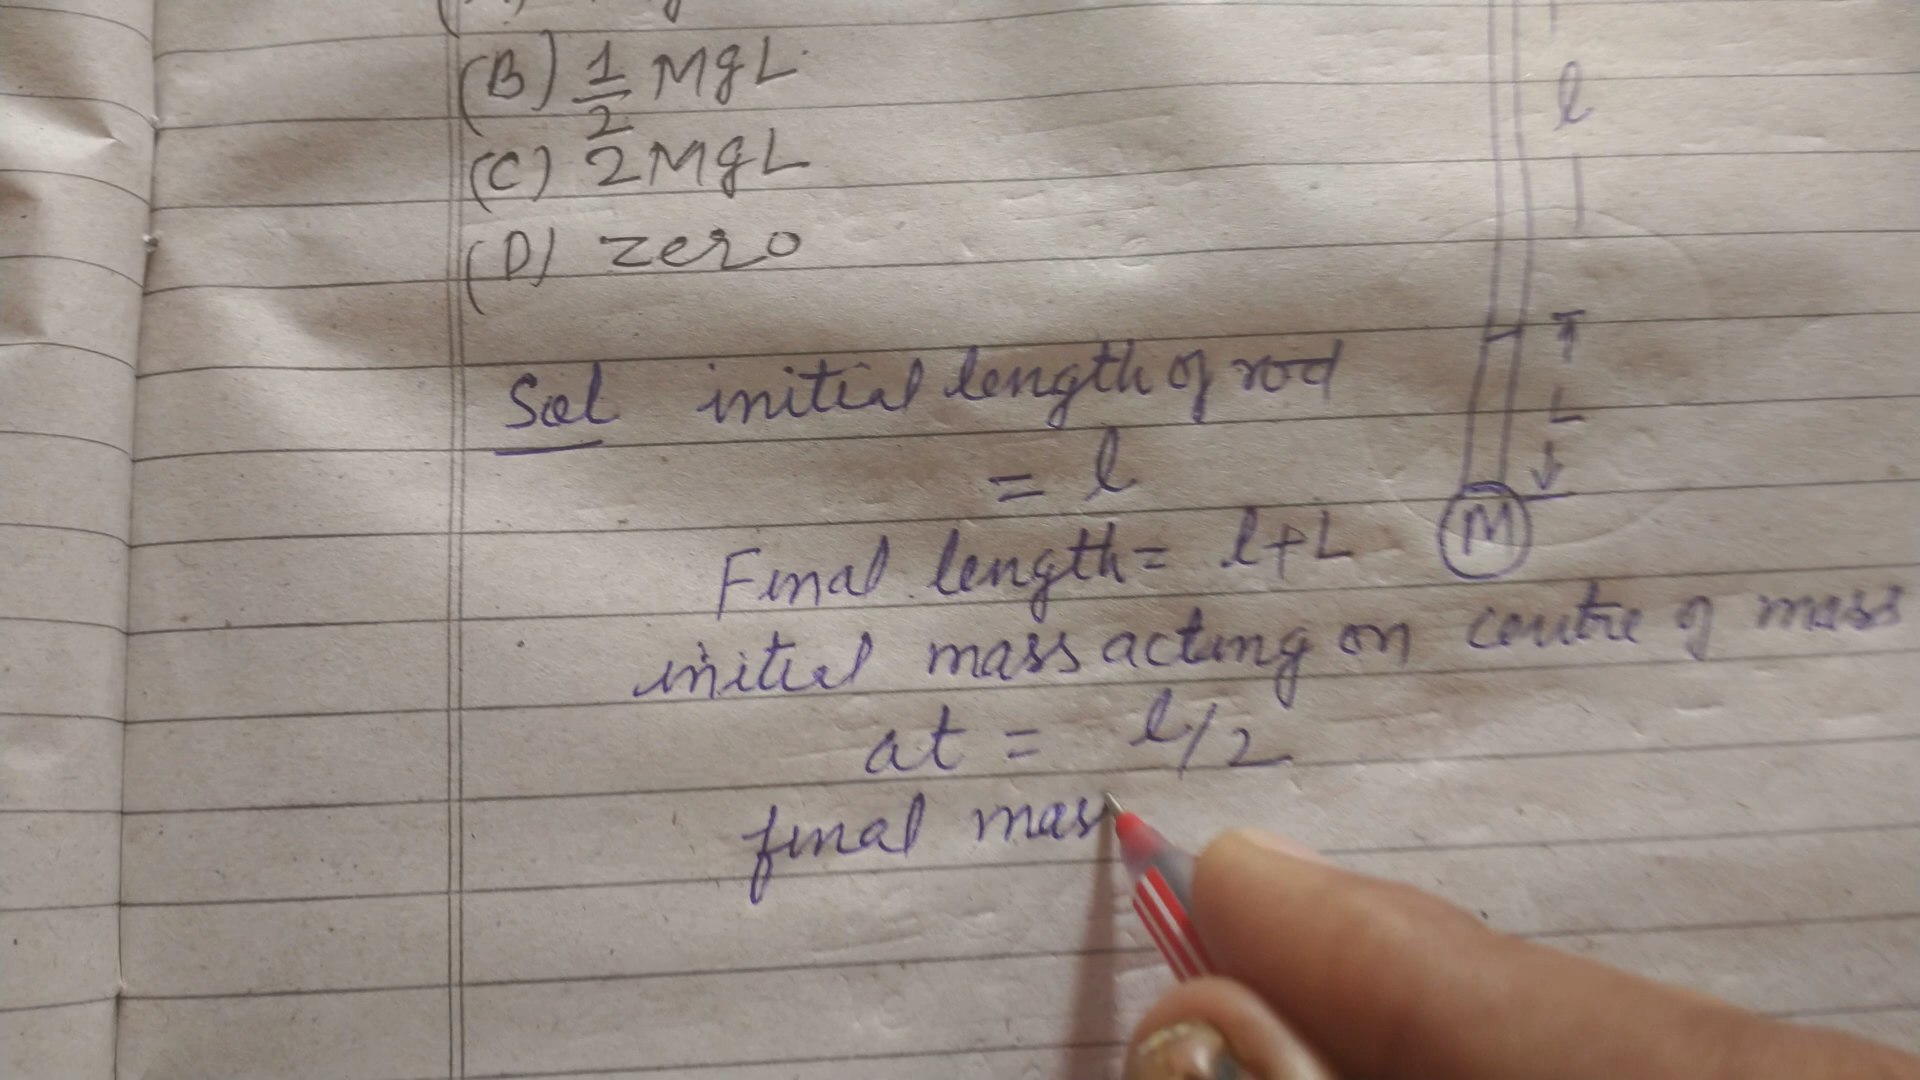 (B) 1/2 MgL
(C) 2MgL
(D) zero
l
Sol initial length of rod
= l
L
Final length = l+L
M
initial mass acting on centre of mass
at = l/2
final mass